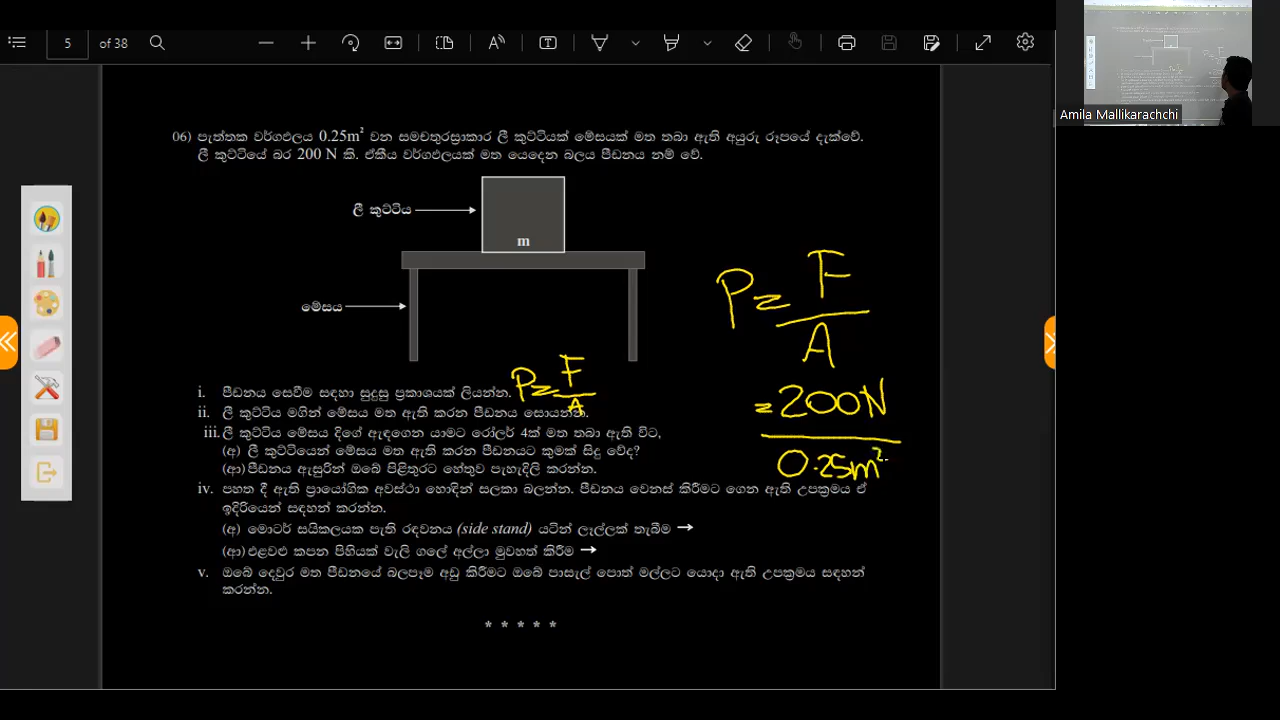 5 of 38
Amila Mallikarachchi
06) පැත්තක වර්ගඵලය 0.25m² වන සමචතුරස්‍රාකාර ලී කුට්ටියක් මේසයක් මත තබා ඇති අයුරු රූපයේ දැක්වේ.
ලී කුට්ටියේ බර 200 N කි. ඒකීය වර්ගඵලයක් මත යෙදෙන බලය පීඩනය නම් වේ.
ලී කුට්ටිය
m
මේසය
P = F
A
= 200N
0.25m²
i. පීඩනය සෙවීම සඳහා සුදුසු ප්‍රකාශයක් ලියන්න. P = F
A
ii. ලී කුට්ටිය මගින් මේසය මත ඇති කරන පීඩනය සොයන්න.
iii. ලී කුට්ටිය මේසය දිගේ ඇඳගෙන යාමට රෝලර් 4ක් මත තබා ඇති විට,
(අ) ලී කුට්ටියෙන් මේසය මත ඇති කරන පීඩනයට කුමක් සිදු වේද?
(ආ) පීඩනය ඇසුරින් ඔබේ පිළිතුරට හේතුව පැහැදිලි කරන්න.
iv. පහත දී ඇති ප්‍රායෝගික අවස්ථා හොඳින් සලකා බලන්න. පීඩනය වෙනස් කිරීමට ගෙන ඇති උපක්‍රමය ඒ
ඉදිරියෙන් සඳහන් කරන්න.
(අ) මොටර් සයිකලයක පැති රඳවනය (side stand) යටින් ලෑල්ලක් තැබීම →
(ආ) එළවළු කපන පිහියක් වැලි ගලේ අල්ලා මුවහත් කිරීම →
v. ඔබේ දෙවුර මත පීඩනයේ බලපෑම අඩු කිරීමට ඔබේ පාසැල් පොත් මල්ලට යොදා ඇති උපක්‍රමය සඳහන්
කරන්න.
* * * * *